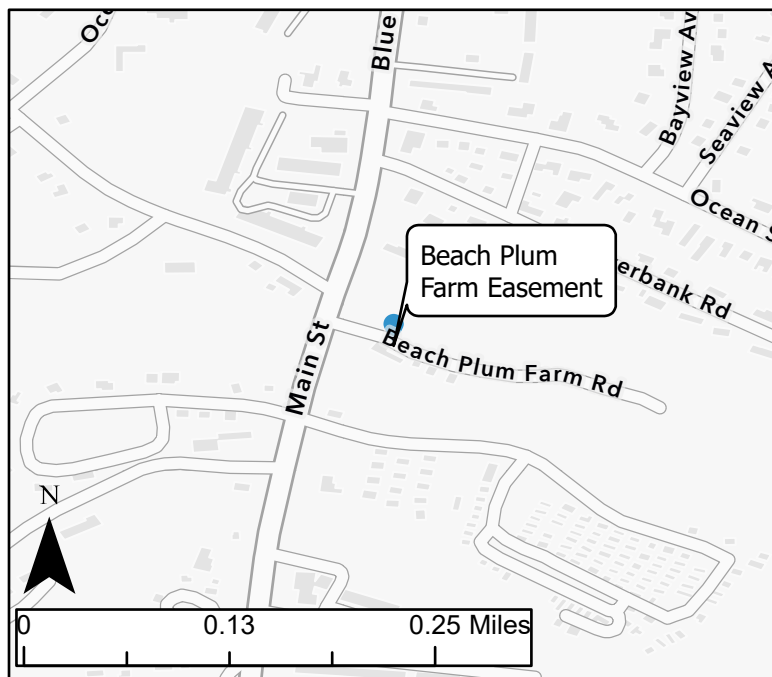 Oce
Blue
Bayview Av
Seaview A
Ocean S
Beach Plum
Farm Easement
erbank Rd
Main St
Beach Plum Farm Rd
N
0 0.13 0.25 Miles